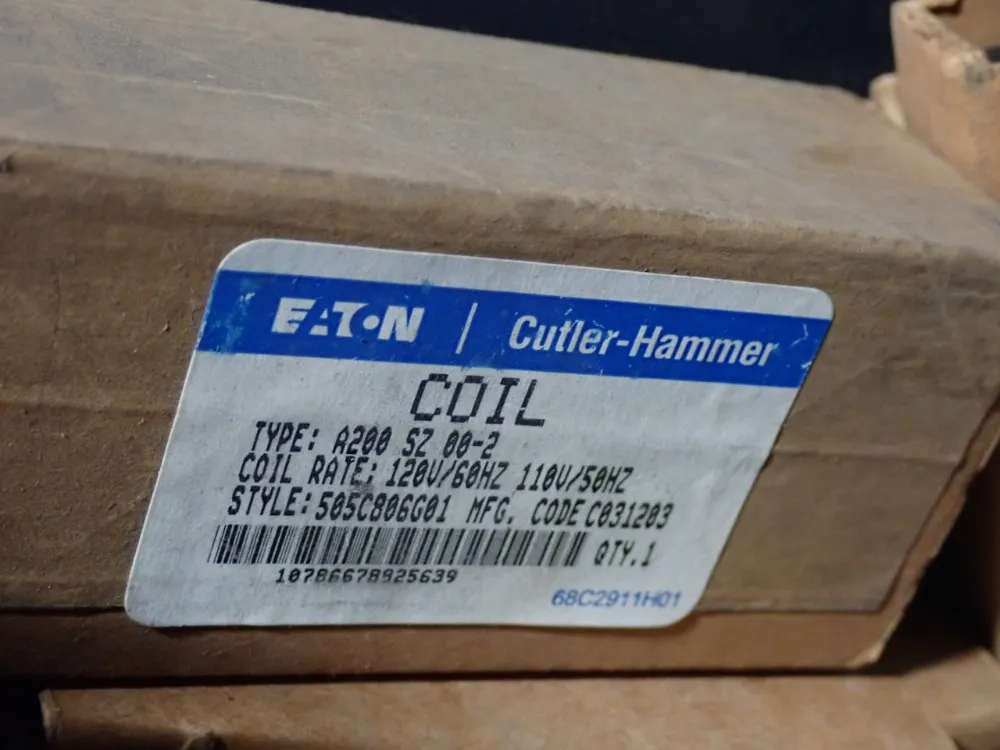 EATON | Cutler-Hammer
COIL
TYPE: A200 SZ 00-2
COIL RATE: 120V/60HZ 110V/50HZ
STYLE: 505C806G01 MFG. CODE C031203
QTY.1
10786678925639
68C2911H01